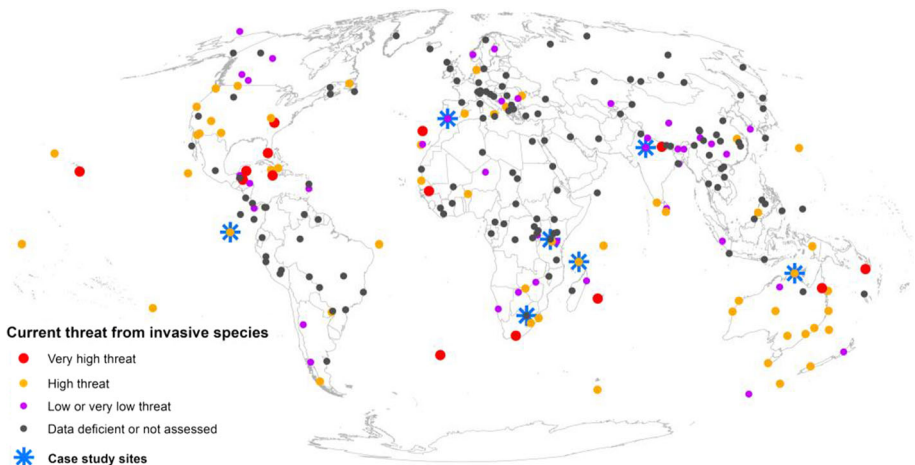 Current threat from invasive species
Very high threat
High threat
Low or very low threat
Data deficient or not assessed
Case study sites